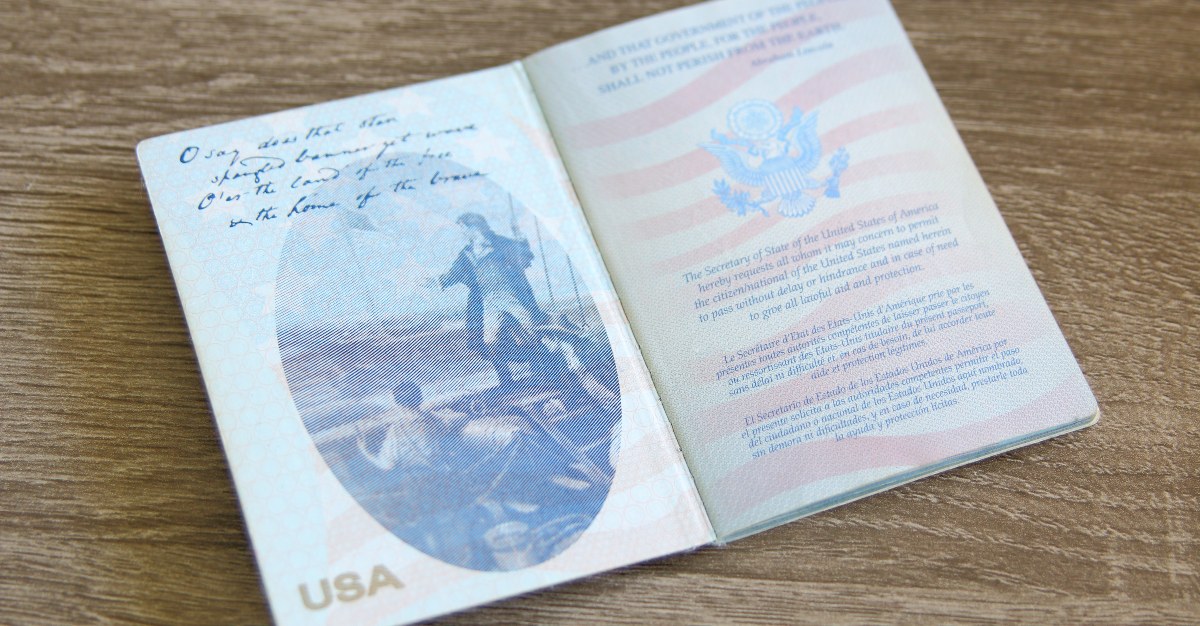 O say does that star
spangled banner yet wave
O'er the land of the free
& the home of the brave
USA
AND THAT GOVERNMENT OF THE PEOPLE,
BY THE PEOPLE, FOR THE PEOPLE,
SHALL NOT PERISH FROM THE EARTH.
Abraham Lincoln
The Secretary of State of the United States of America
hereby requests all whom it may concern to permit
the citizen/national of the United States named herein
to pass without delay or hindrance and in case of need
to give all lawful aid and protection.
Le Secrétaire d'Etat des Etats-Unis d'Amérique prie par les
présentes toutes autorités compétentes de laisser passer le citoyen
ou ressortissant des Etats-Unis titulaire du présent passeport,
sans délai ni difficulté et, en cas de besoin, de lui accorder toute
aide et protection légitimes.
El Secretario de Estado de los Estados Unidos de América por
el presente solicita a las autoridades competentes permitir el paso
del ciudadano o nacional de los Estados Unidos aquí nombrado,
sin demora ni dificultades, y en caso de necesidad, prestarle toda
la ayuda y protección lícitas.